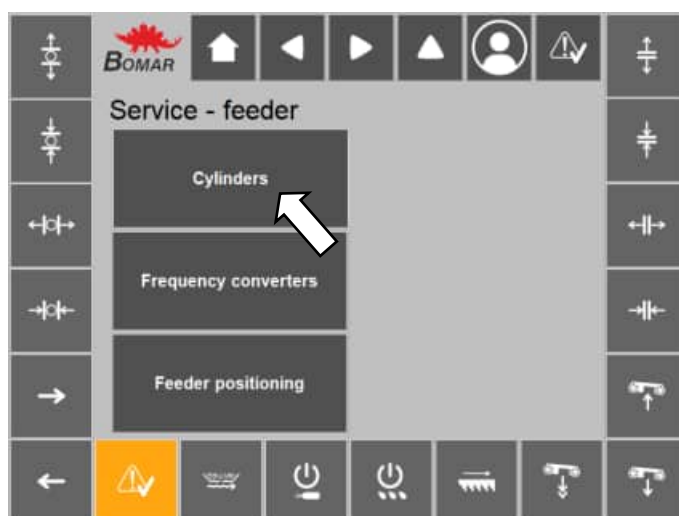 BOMAR
Service - feeder
Cylinders
Frequency converters
Feeder positioning